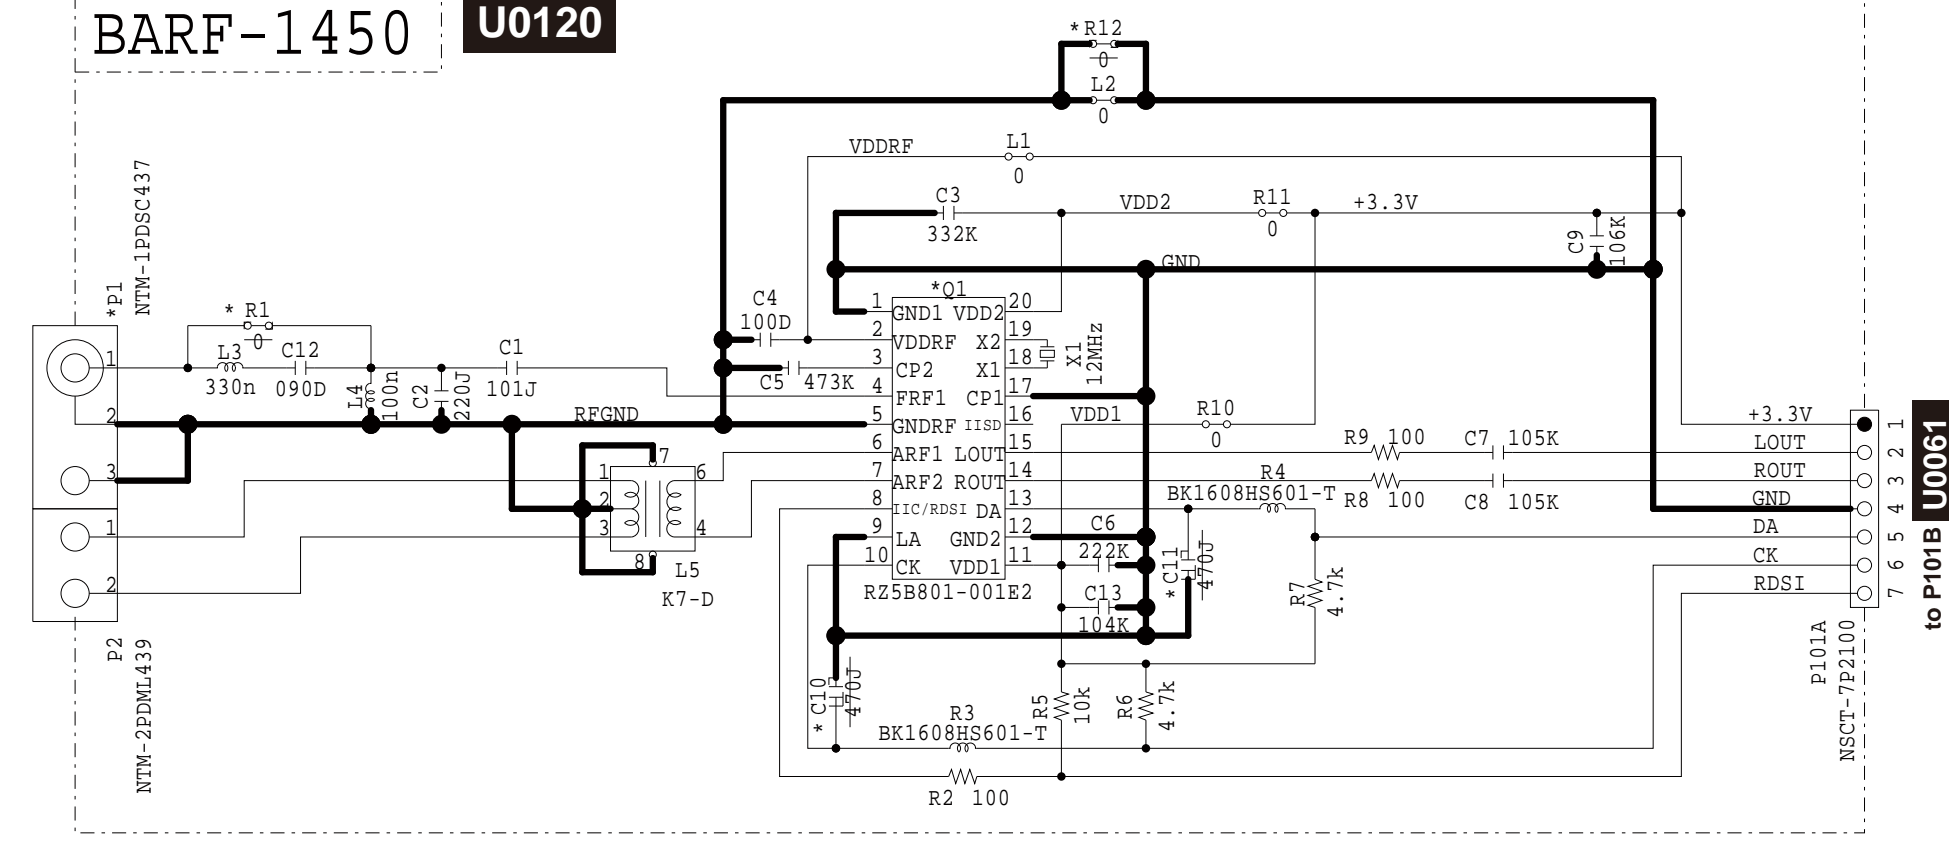 BARF-1450
U0120
*R12
0
L2
0
VDDRF
L1
0
C3
332K
VDD2
R11
0
+3.3V
C9
106K
GND
NTM-1PDSC437
*P1
* R1
0
L3
330n
C12
090D
L4
100n
C2
220J
C1
101J
1
2
3
RFGND
C4
100D
C5
473K
*Q1
1
GND1
VDD2
20
2
VDDRF
X2
19
3
CP2
X1
18
4
FRF1
CP1
17
5
GNDRF
IISD
16
6
ARF1
LOUT
15
7
ARF2
ROUT
14
8
IIC/RDSI
DA
13
9
LA
GND2
12
10
CK
VDD1
11
RZ5B801-001E2
X1
12MHz
VDD1
R10
0
R9 100
C7 105K
R8 100
C8 105K
R4
BK1608HS601-T
C6
222K
C13
104K
* C11
470J
R7
4.7k
1
2
P2
NTM-2PDML439
1
2
3
7
6
4
8
L5
K7-D
* C10
470J
R3
BK1608HS601-T
R5
10k
R6
4.7k
R2 100
+3.3V
1
LOUT
2
ROUT
3
GND
4
DA
5
CK
6
RDSI
7
P101A
NSCT-7P2100
to P101B U0061